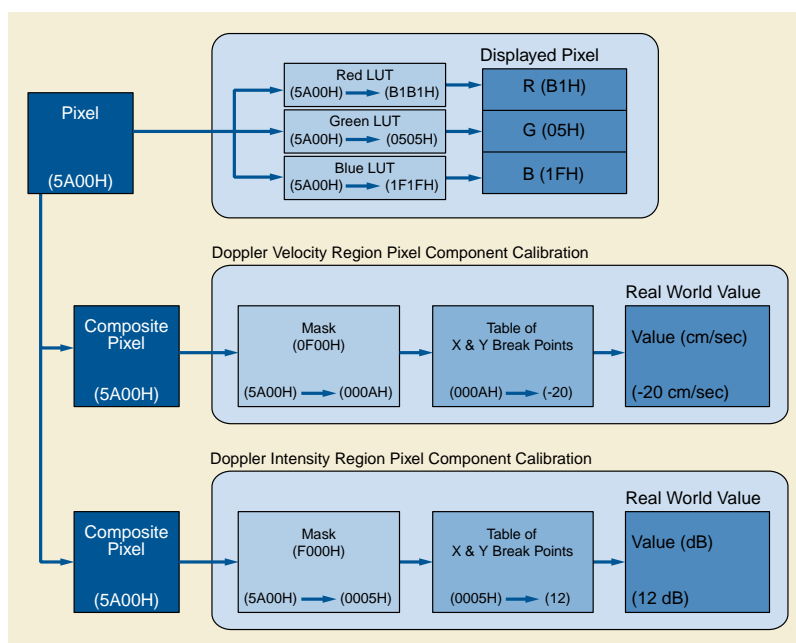 Displayed Pixel
Pixel
(5A00H)
Red LUT
(5A00H) (B1B1H)
R (B1H)
Green LUT
(5A00H) (0505H)
G (05H)
Blue LUT
(5A00H) (1F1FH)
B (1FH)
Doppler Velocity Region Pixel Component Calibration
Real World Value
Composite
Pixel
(5A00H)
Mask
(0F00H)
(5A00H) (000AH)
Table of
X & Y Break Points
(000AH) (-20)
Value (cm/sec)
(-20 cm/sec)
Doppler Intensity Region Pixel Component Calibration
Real World Value
Composite
Pixel
(5A00H)
Mask
(F000H)
(5A00H) (0005H)
Table of
X & Y Break Points
(0005H) (12)
Value (dB)
(12 dB)